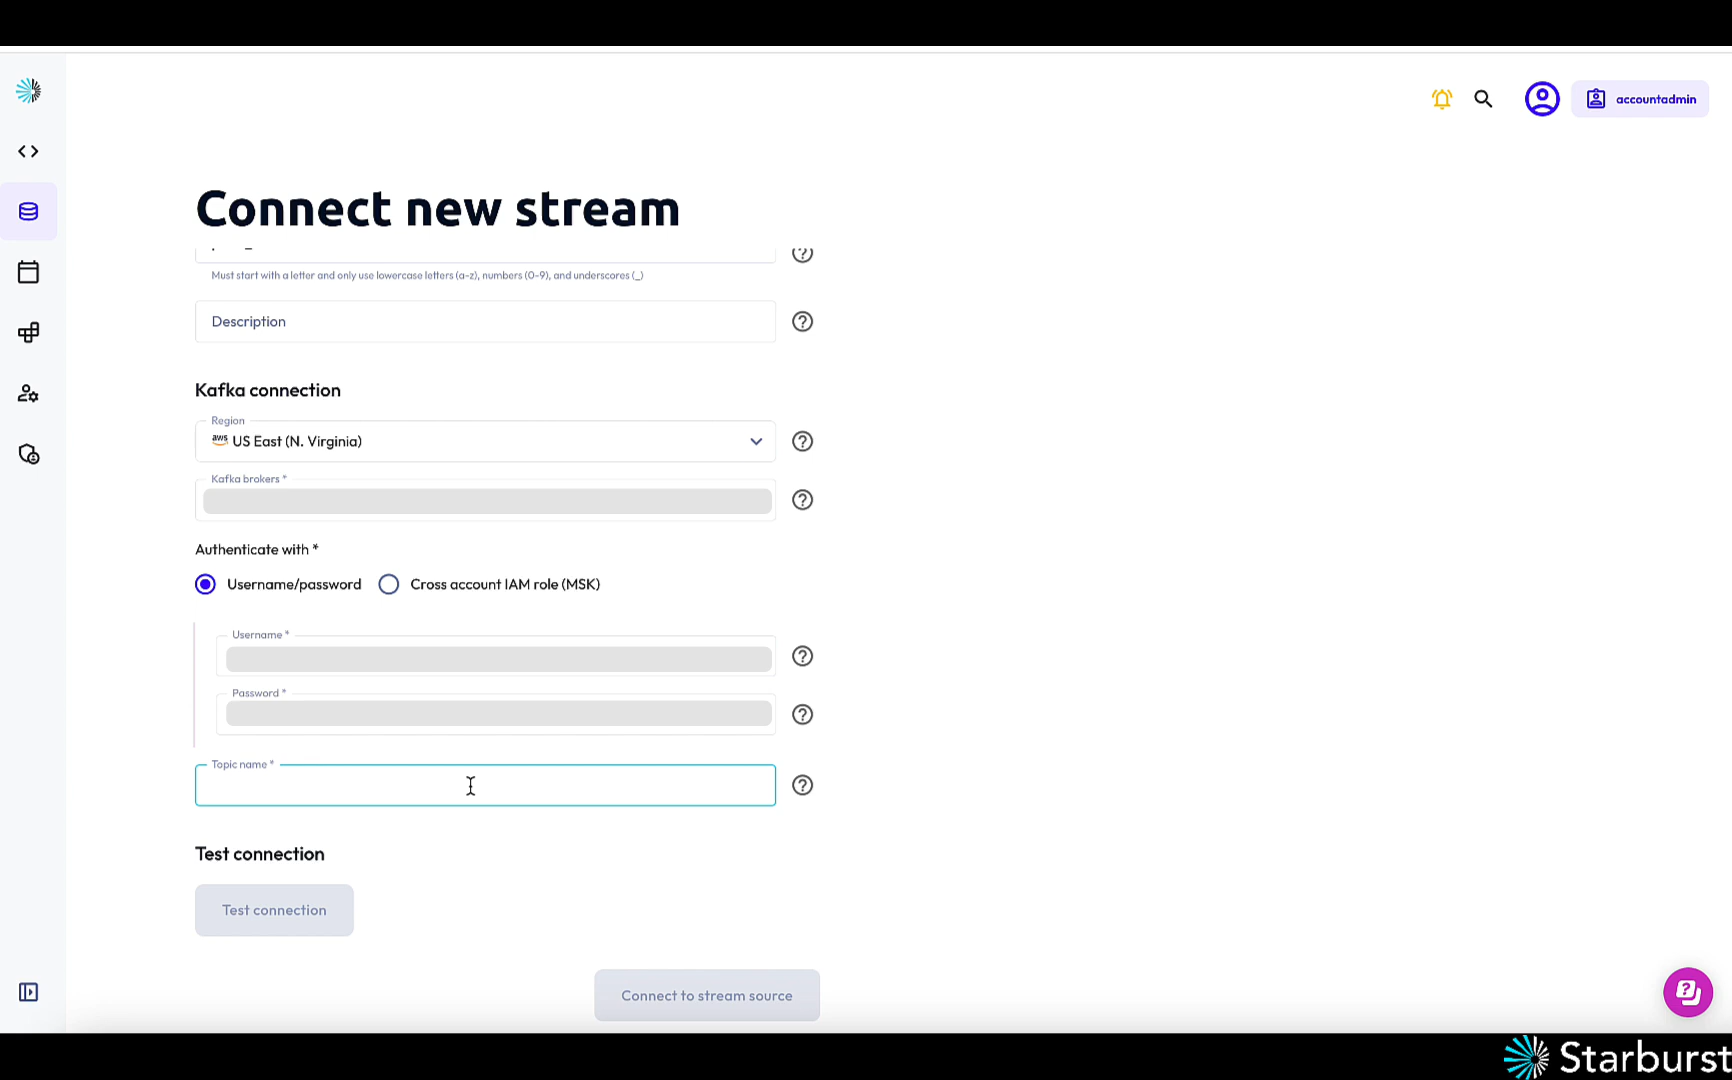 accountadmin
Connect new stream
Must start with a letter and only use lowercase letters (a-z), numbers (0-9), and underscores (_)
Description
Kafka connection
Region
aws US East (N. Virginia)
Kafka brokers *
Authenticate with *
Username/password Cross account IAM role (MSK)
Username *
Password *
Topic name *
Test connection
Test connection
Connect to stream source
Starburst